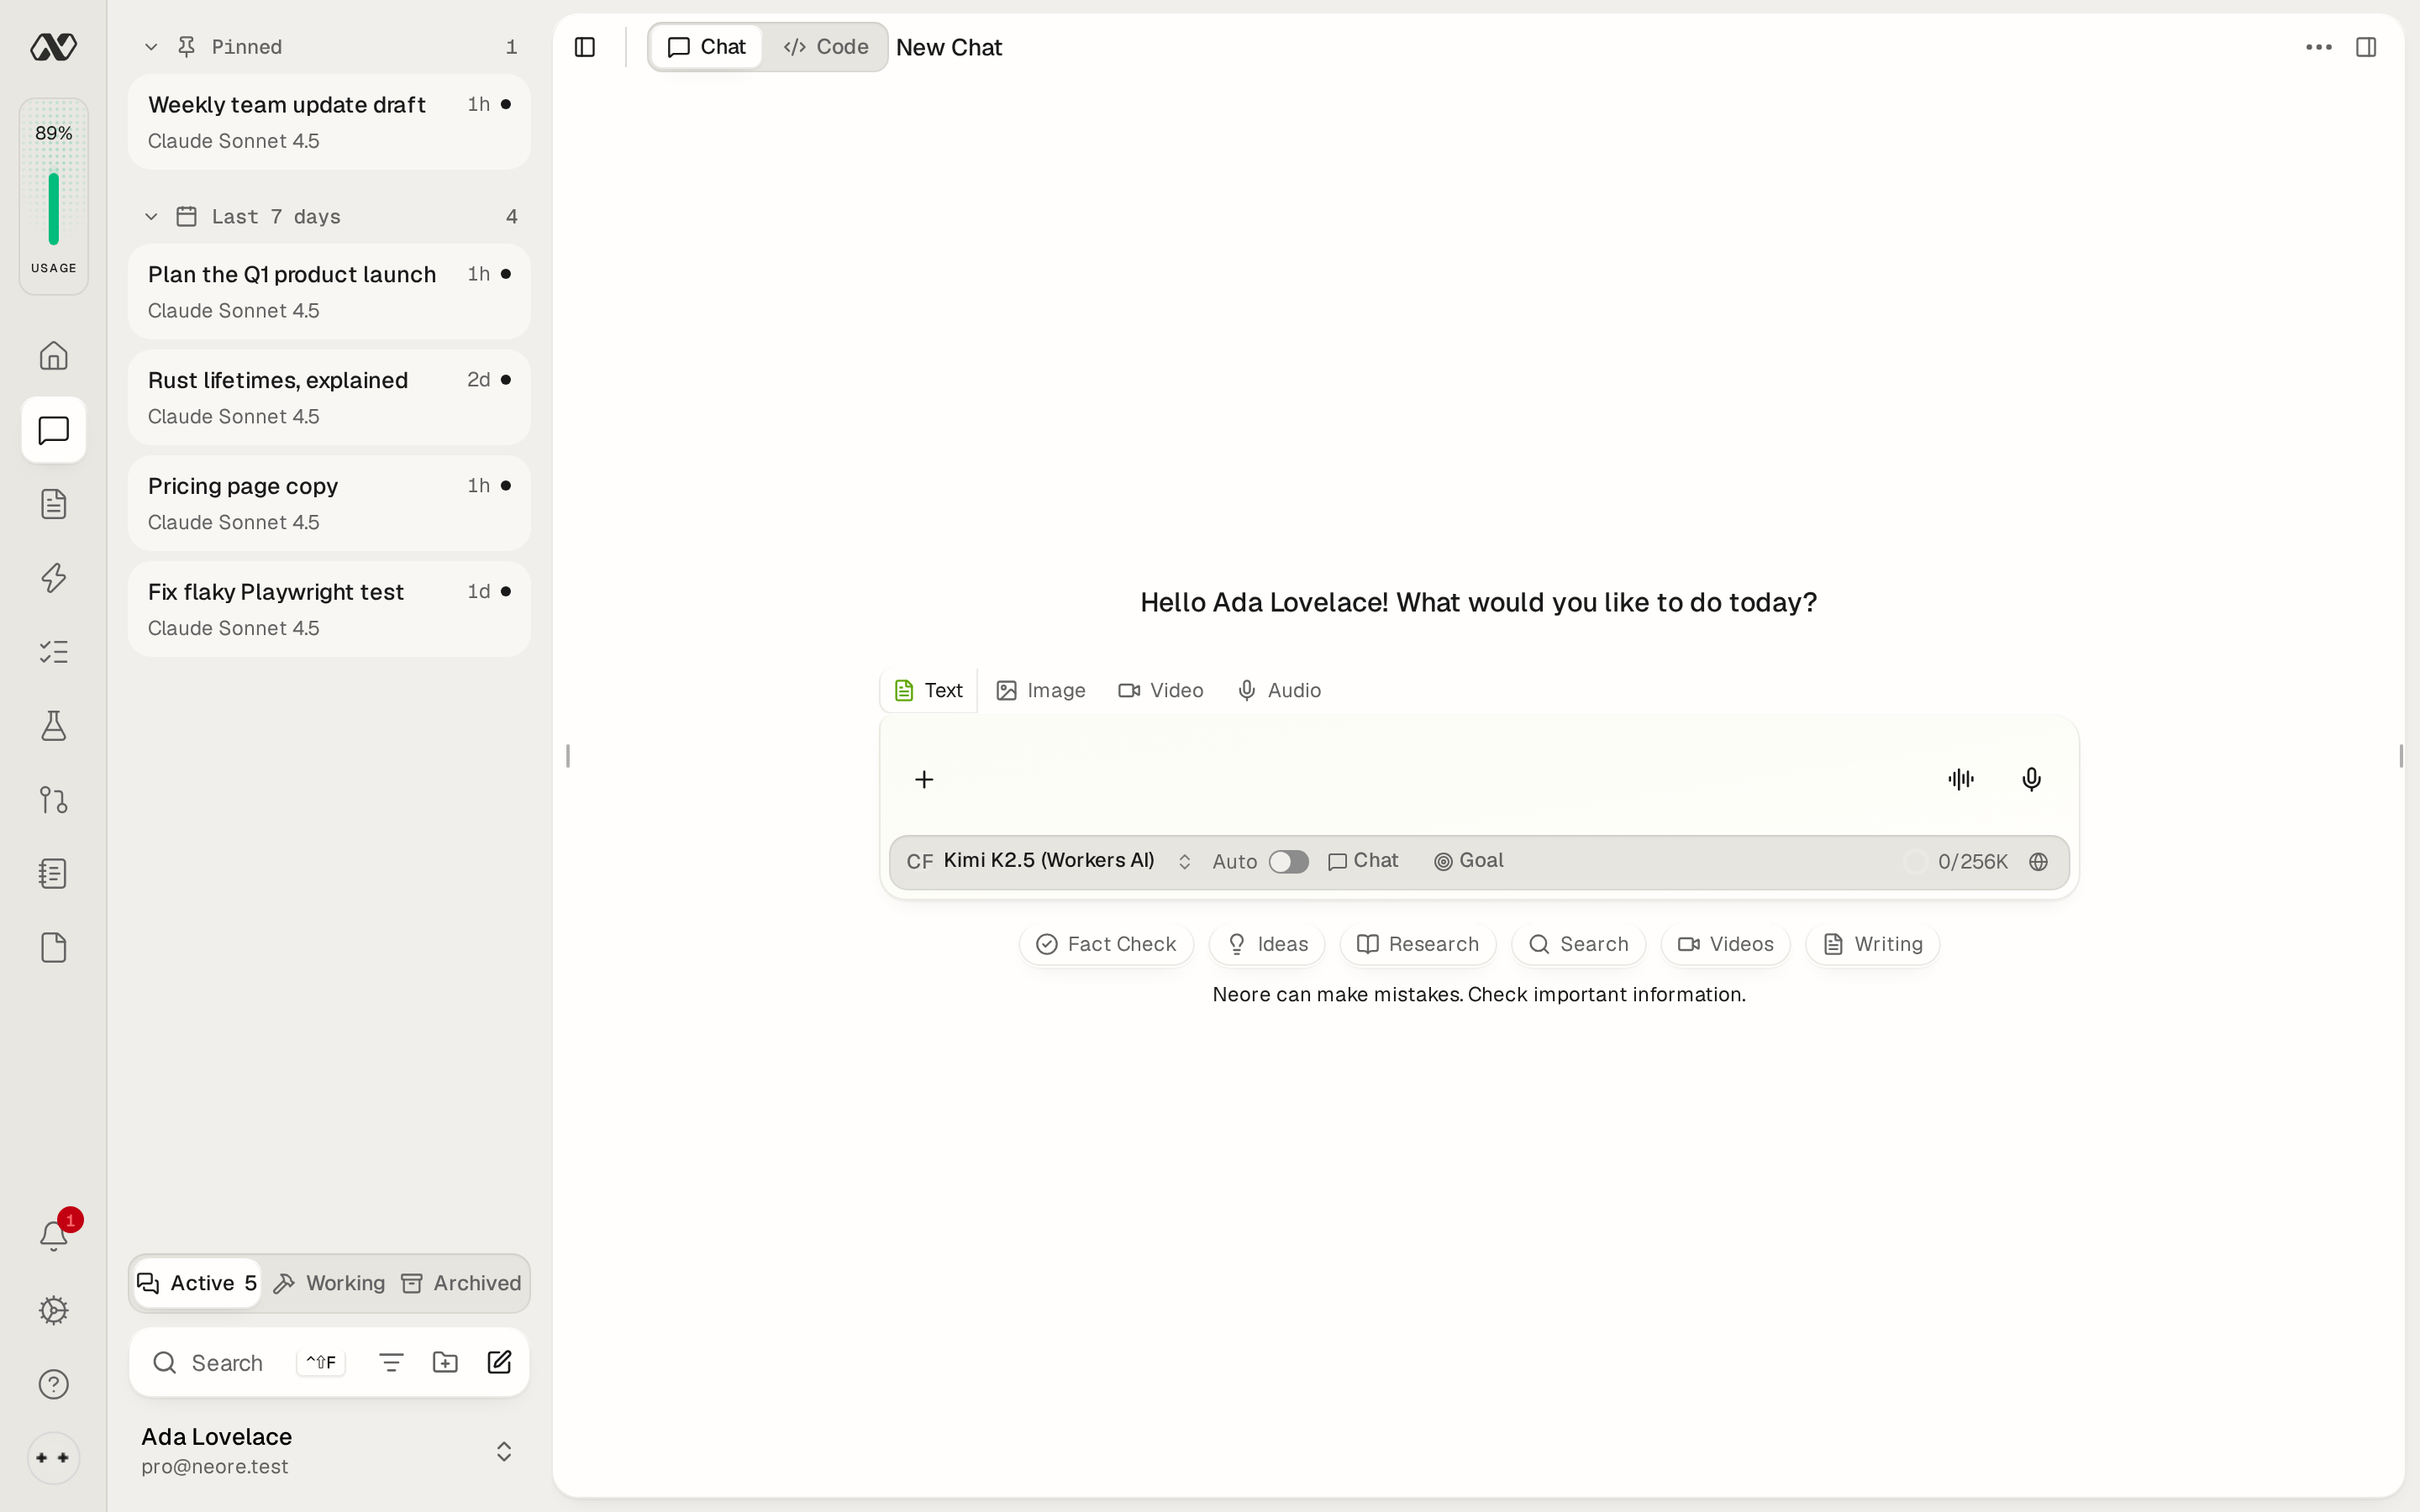 89%
USAGE
1
Pinned 1
Weekly team update draft 1h
Claude Sonnet 4.5
Last 7 days 4
Plan the Q1 product launch 1h
Claude Sonnet 4.5
Rust lifetimes, explained 2d
Claude Sonnet 4.5
Pricing page copy 1h
Claude Sonnet 4.5
Fix flaky Playwright test 1d
Claude Sonnet 4.5
Active 5 Working Archived
Search ^⇧F
Ada Lovelace
pro@neore.test
Chat Code New Chat
Hello Ada Lovelace! What would you like to do today?
Text Image Video Audio
CF Kimi K2.5 (Workers AI) Auto Chat Goal 0/256K
Fact Check Ideas Research Search Videos Writing
Neore can make mistakes. Check important information.